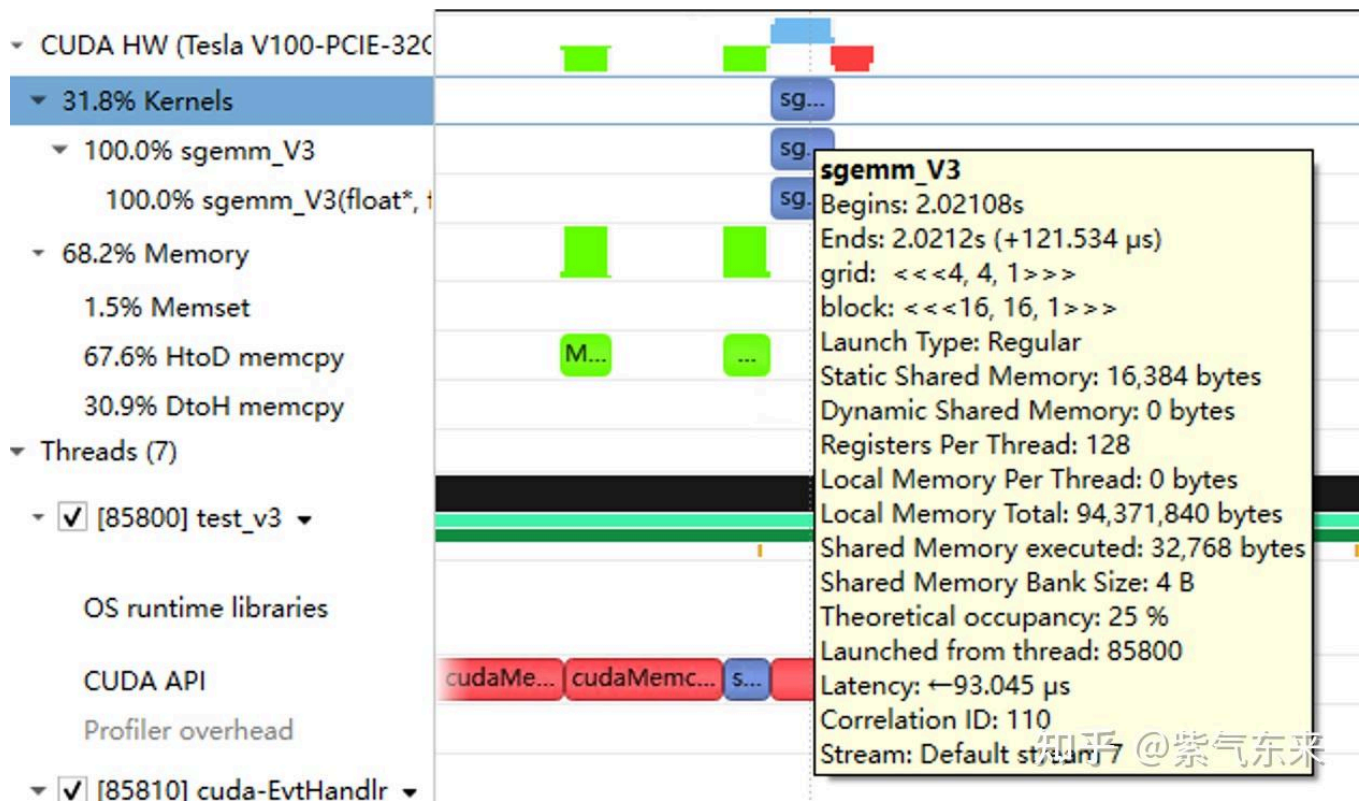 CUDA HW (Tesla V100-PCIE-32G
31.8% Kernels
sg...
100.0% sgemm_V3
sg.
100.0% sgemm_V3(float*, f
sg.
68.2% Memory
1.5% Memset
67.6% HtoD memcpy
M...
...
30.9% DtoH memcpy
Threads (7)
[85800] test_v3
OS runtime libraries
CUDA API
cudaMe...
cudaMemc...
s...
Profiler overhead
[85810] cuda-EvtHandlr
sgemm_V3
Begins: 2.02108s
Ends: 2.0212s (+121.534 μs)
grid: <<<4, 4, 1>>>
block: <<<16, 16, 1>>>
Launch Type: Regular
Static Shared Memory: 16,384 bytes
Dynamic Shared Memory: 0 bytes
Registers Per Thread: 128
Local Memory Per Thread: 0 bytes
Local Memory Total: 94,371,840 bytes
Shared Memory executed: 32,768 bytes
Shared Memory Bank Size: 4 B
Theoretical occupancy: 25 %
Launched from thread: 85800
Latency: ←93.045 μs
Correlation ID: 110
Stream: Default stream 7
知乎 @紫气东来